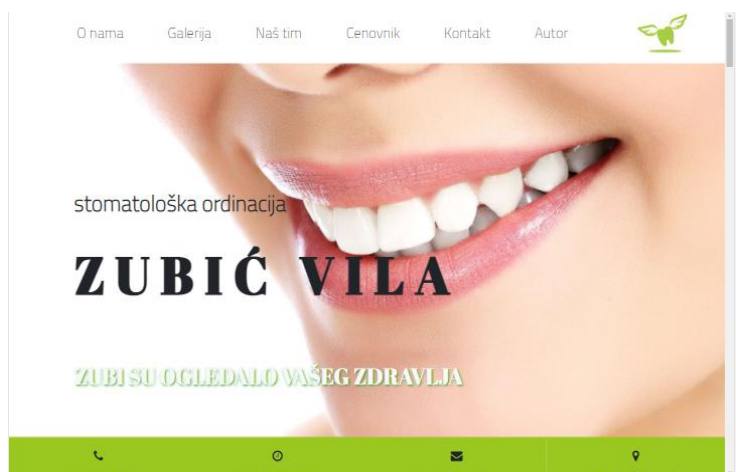 O nama Galerija Naš tim Cenovnik Kontakt Autor
stomatološka ordinacija
ZUBIĆ VILA
ZUBI SU OGLEDALO VAŠEG ZDRAVLJA